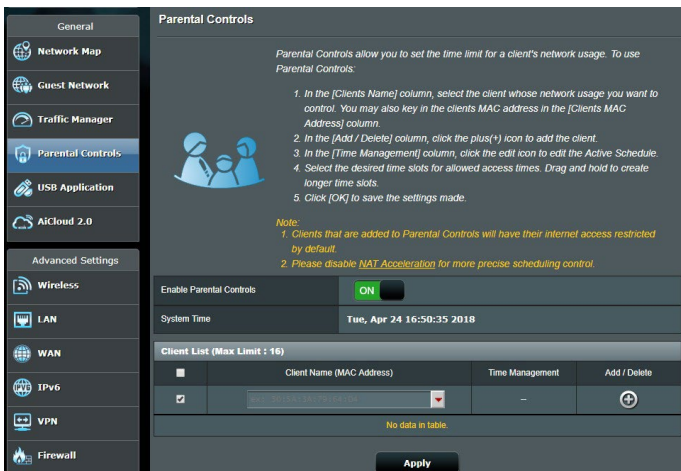 General
Network Map
Guest Network
Traffic Manager
Parental Controls
USB Application
AiCloud 2.0
Advanced Settings
Wireless
LAN
WAN
IPv6
VPN
Firewall
Parental Controls
Parental Controls allow you to set the time limit for a client's network usage. To use
Parental Controls:
1. In the [Clients Name] column, select the client whose network usage you want to
control. You may also key in the clients MAC address in the [Clients MAC
Address] column.
2. In the [Add / Delete] column, click the plus(+) icon to add the client.
3. In the [Time Management] column, click the edit icon to edit the Active Schedule.
4. Select the desired time slots for allowed access times. Drag and hold to create
longer time slots.
5. Click [OK] to save the settings made.
Note:
1. Clients that are added to Parental Controls will have their internet access restricted
by default.
2. Please disable NAT Acceleration for more precise scheduling control.
Enable Parental Controls ON
System Time Tue, Apr 24 16:50:35 2018
Client List (Max Limit : 16)
Client Name (MAC Address) Time Management Add / Delete
–
No data in table.
Apply